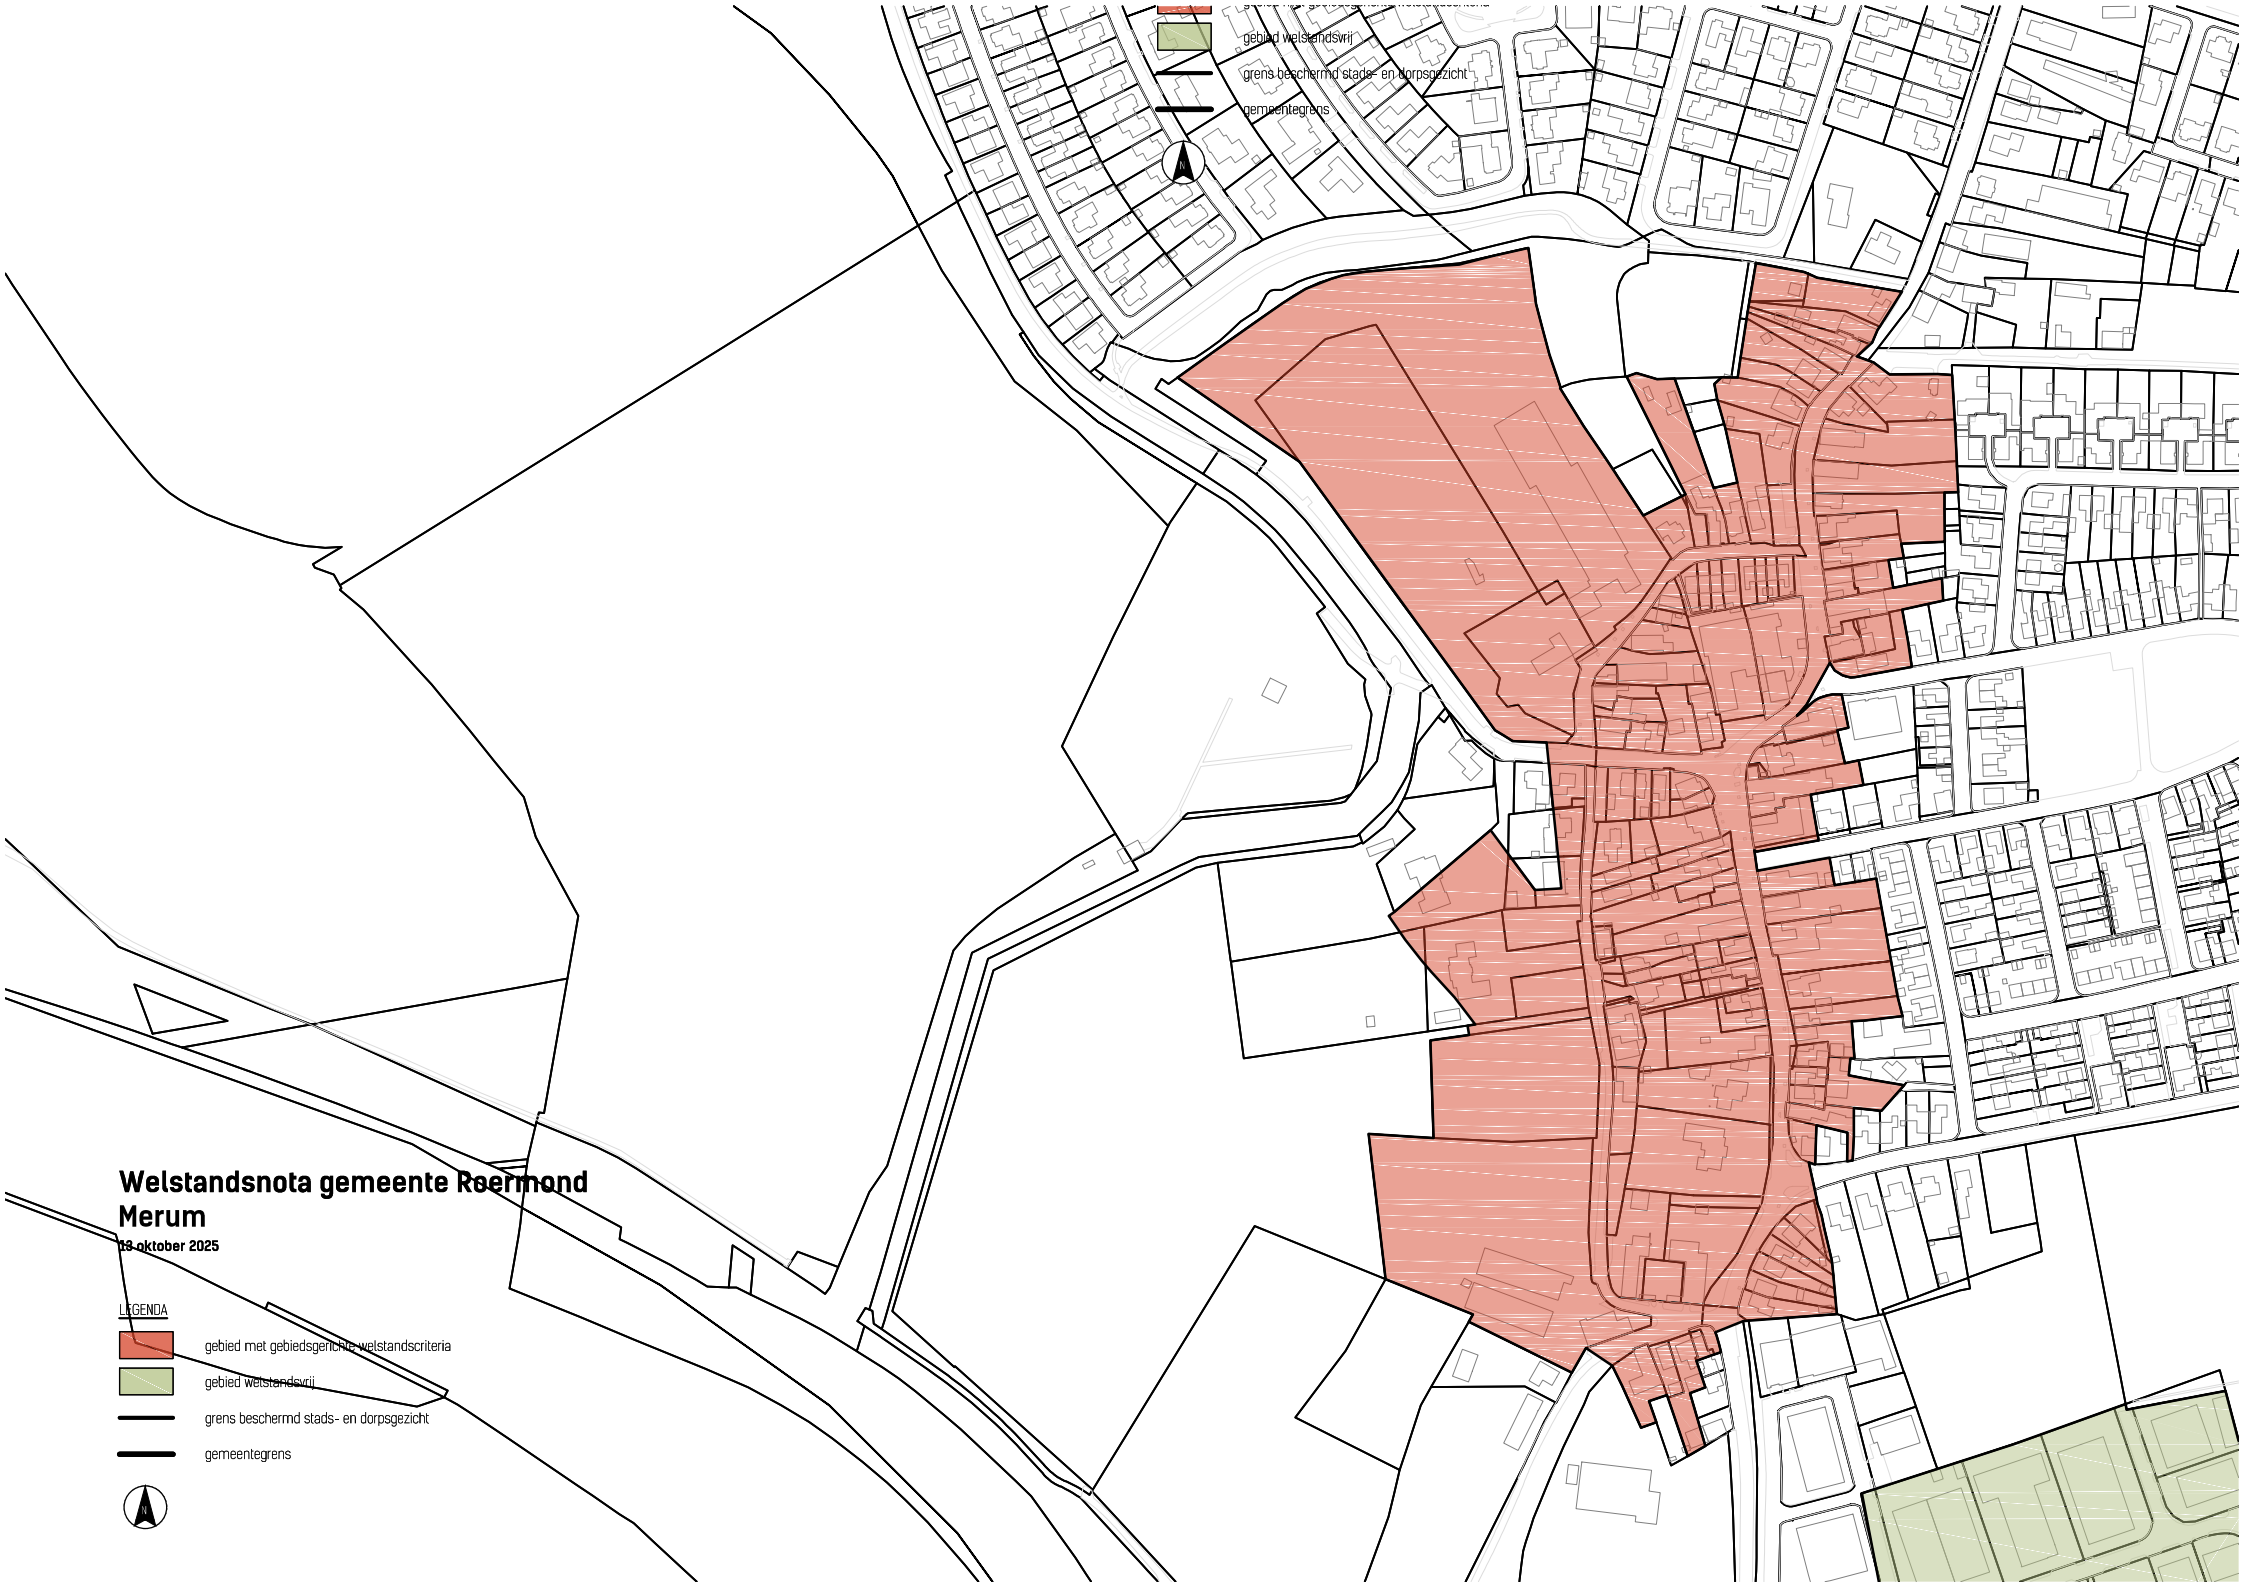 gebied welstandsvrij
grens beschermd stads- en dorpsgezicht
gemeentegrens
N
Welstandsnota gemeente Roermond
Merum
13 oktober 2025
LEGENDA
gebied met gebiedsgerichte welstandscriteria
gebied welstandsvrij
grens beschermd stads- en dorpsgezicht
gemeentegrens
N